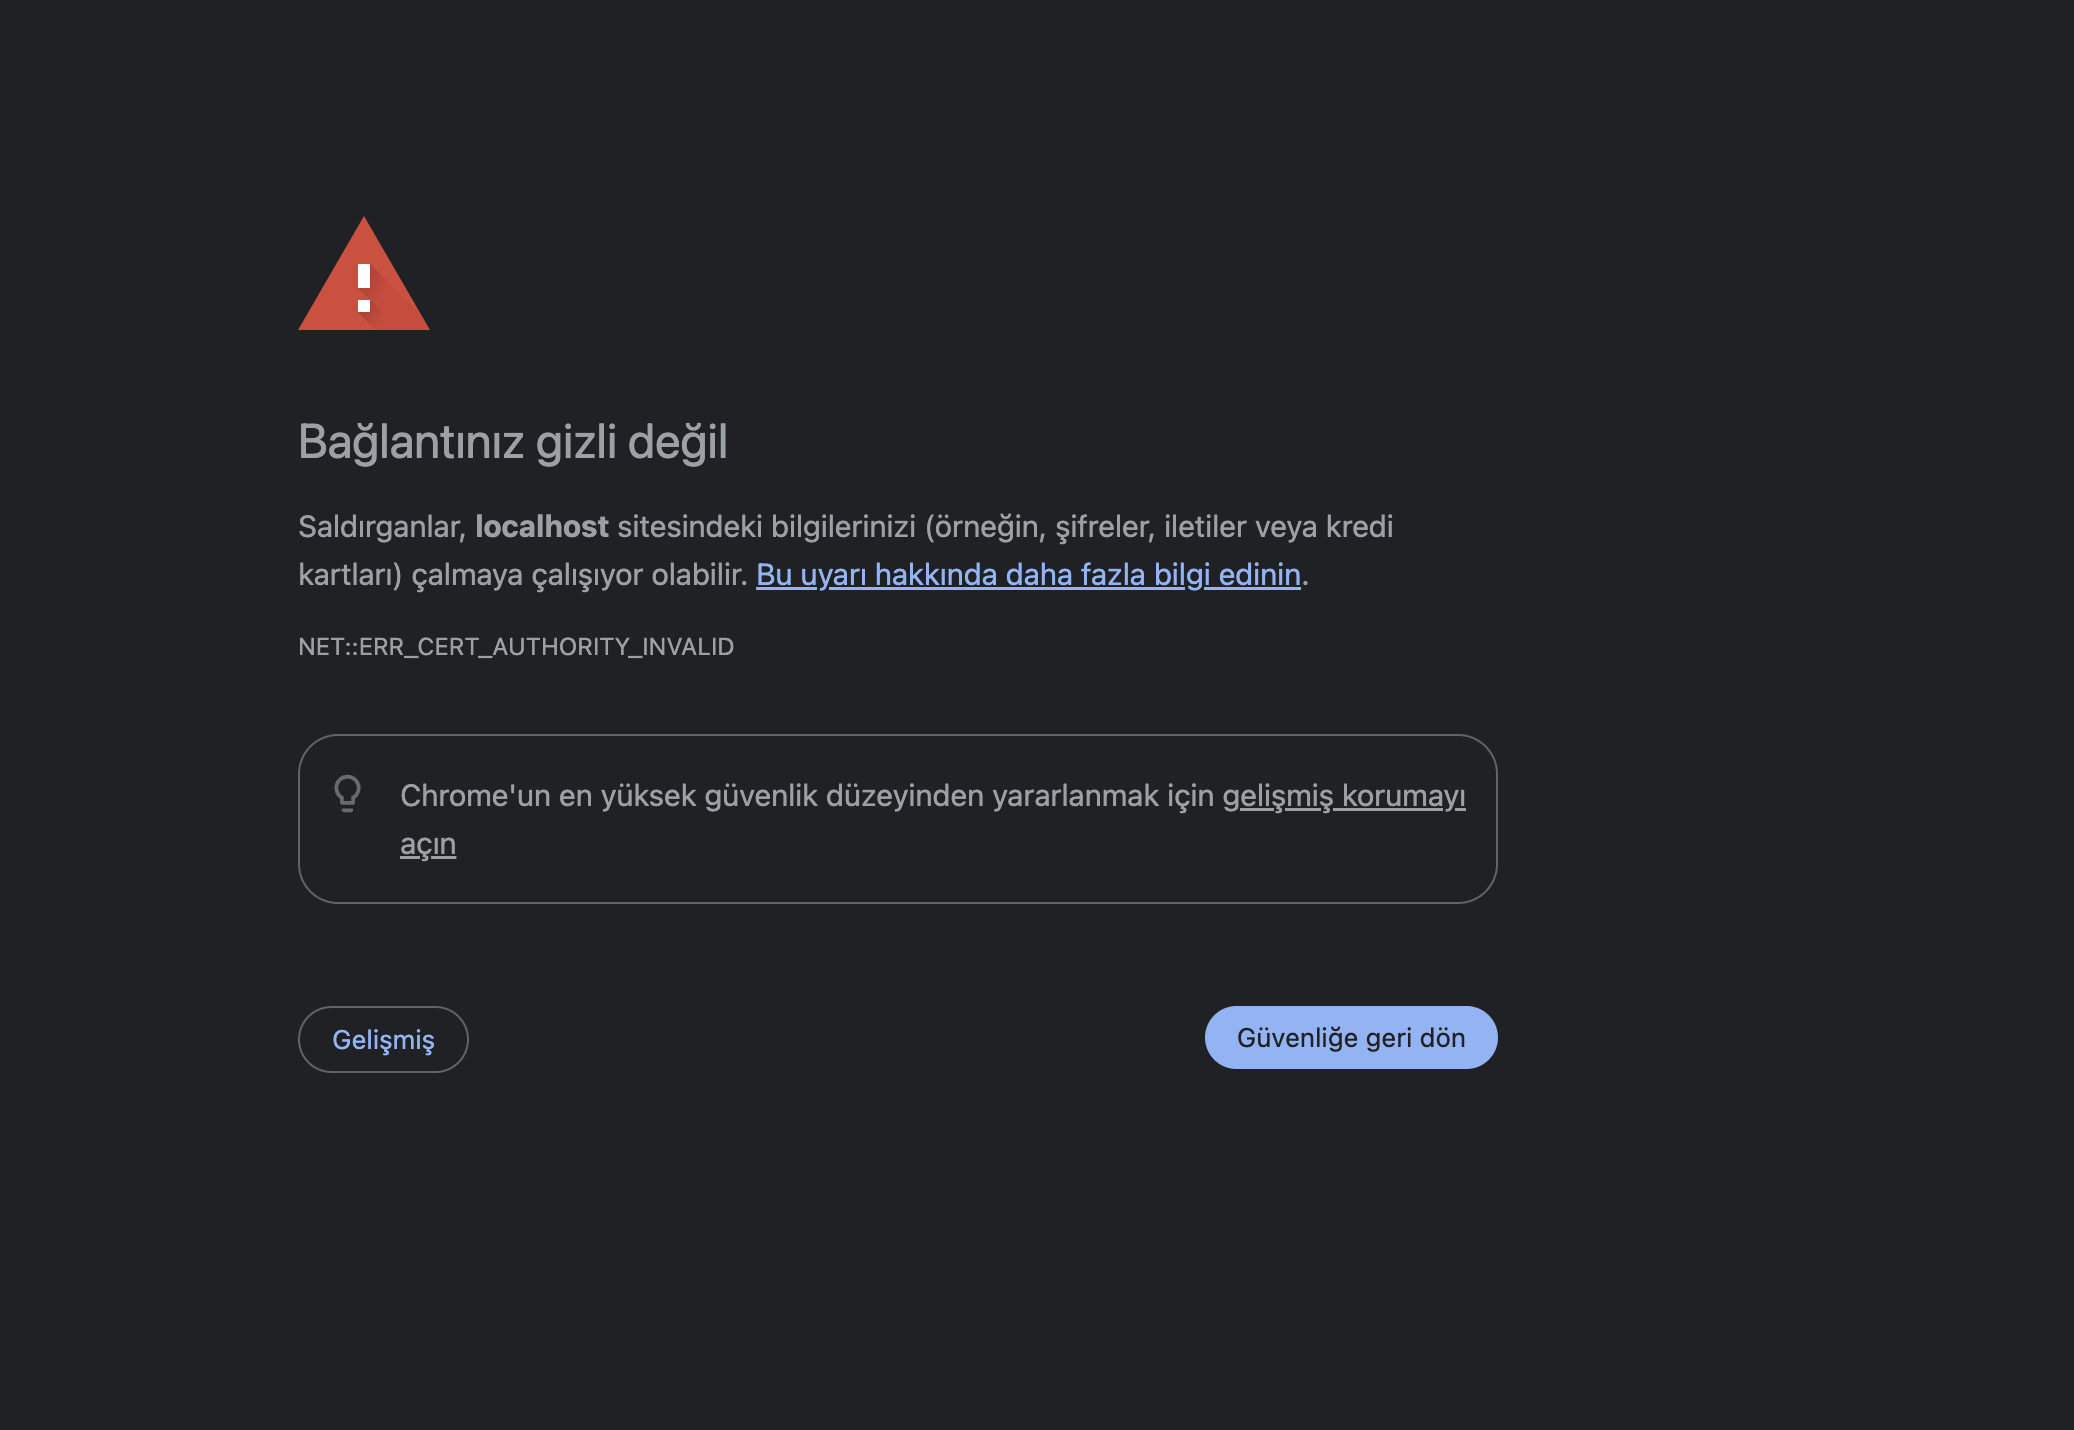 Bağlantınız gizli değil
Saldırganlar, localhost sitesindeki bilgilerinizi (örneğin, şifreler, iletiler veya kredi
kartları) çalmaya çalışıyor olabilir. Bu uyarı hakkında daha fazla bilgi edinin.
NET::ERR_CERT_AUTHORITY_INVALID
Chrome'un en yüksek güvenlik düzeyinden yararlanmak için gelişmiş korumayı
açın
Gelişmiş
Güvenliğe geri dön